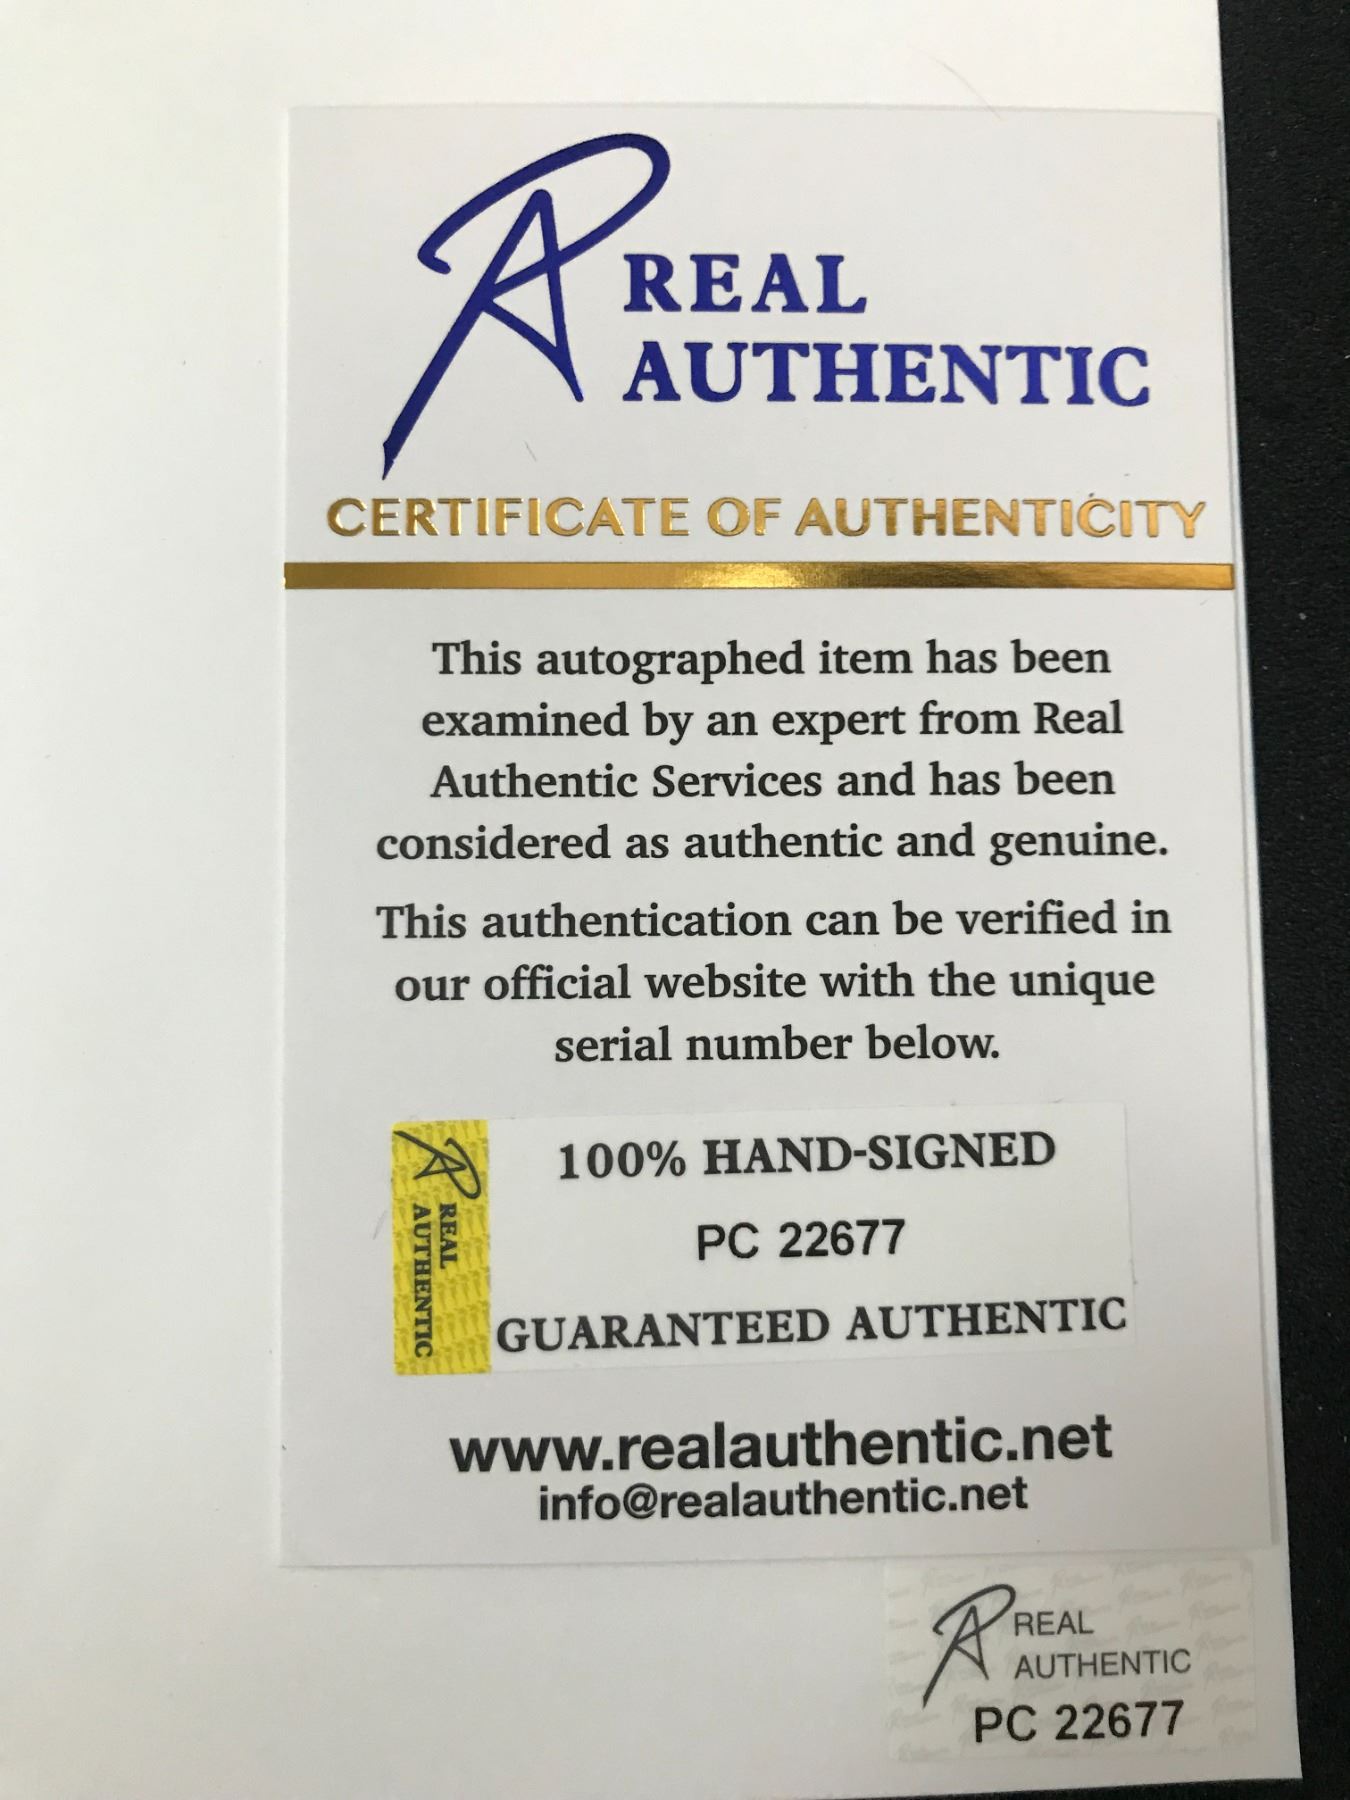 REAL
AUTHENTIC
CERTIFICATE OF AUTHENTICITY
This autographed item has been
examined by an expert from Real
Authentic Services and has been
considered as authentic and genuine.
This authentication can be verified in
our official website with the unique
serial number below.
REAL
AUTHENTIC
100% HAND-SIGNED
PC 22677
GUARANTEED AUTHENTIC
www.realauthentic.net
info@realauthentic.net
REAL
AUTHENTIC
PC 22677